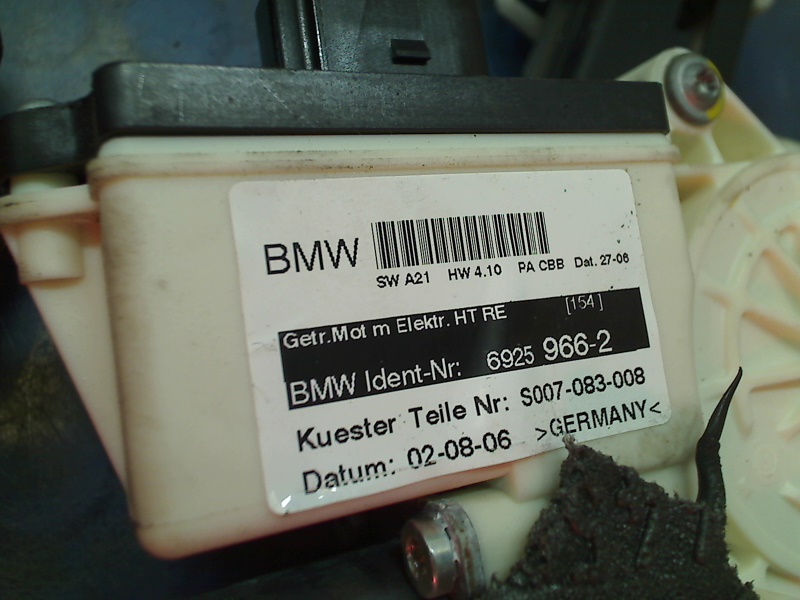 BMW
SW A21 HW 4.10 PA CBB Dat. 27-06
Getr.Mot m Elektr. HT RE [154]
BMW Ident-Nr: 6925 966-2
Kuester Teile Nr: S007-083-008
Datum: 02-08-06 >GERMANY<